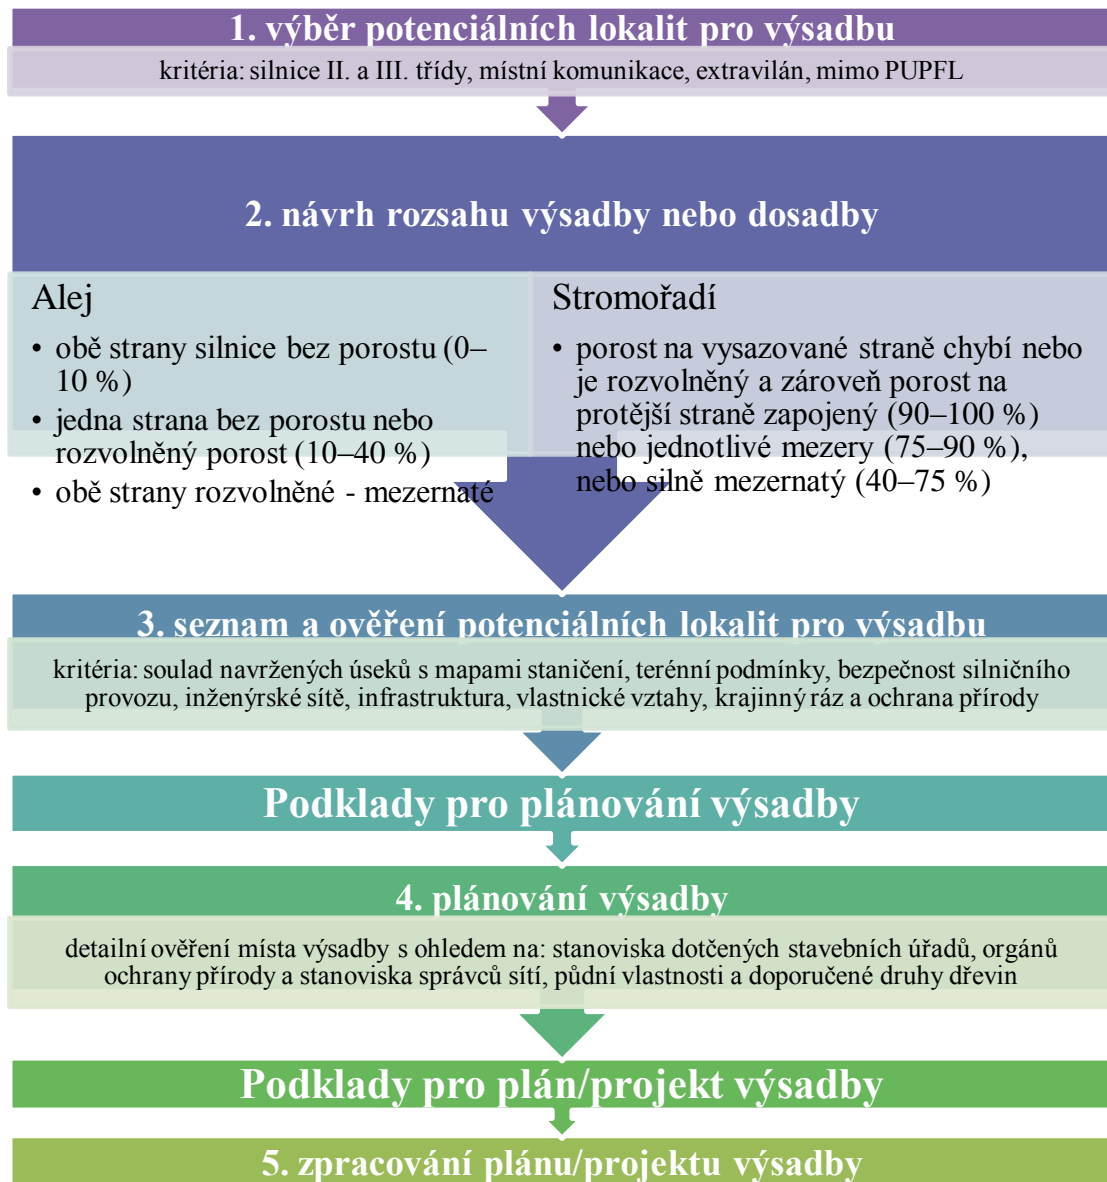 1. výběr potenciálních lokalit pro výsadbu
kritéria: silnice II. a III. třídy, místní komunikace, extravilán, mimo PUPFL
2. návrh rozsahu výsadby nebo dosadby
Alej
• obě strany silnice bez porostu (0–
10 %)
• jedna strana bez porostu nebo
rozvolněný porost (10–40 %)
• obě strany rozvolněné - mezernaté
Stromořadí
• porost na vysazované straně chybí nebo
je rozvolněný a zároveň porost na
protější straně zapojený (90–100 %)
nebo jednotlivé mezery (75–90 %),
nebo silně mezernatý (40–75 %)
3. seznam a ověření potenciálních lokalit pro výsadbu
kritéria: soulad navržených úseků s mapami staničení, terénní podmínky, bezpečnost silničního
provozu, inženýrské sítě, infrastruktura, vlastnické vztahy, krajinný ráz a ochrana přírody
Podklady pro plánování výsadby
4. plánování výsadby
detailní ověření místa výsadby s ohledem na: stanoviska dotčených stavebních úřadů, orgánů
ochrany přírody a stanoviska správců sítí, půdní vlastnosti a doporučené druhy dřevin
Podklady pro plán/projekt výsadby
5. zpracování plánu/projektu výsadby